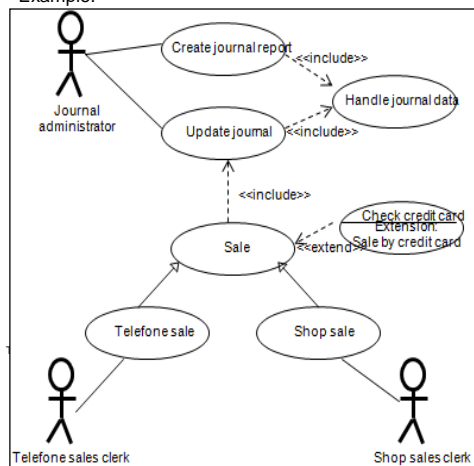 Example:
Create journal report
<<include>>
Handle journal data
Journal
administrator
Update journal
<<include>>
<<include>>
Check credit card
Extension:
Sale by credit card
Sale
<<extend>>
Telefone sale
Shop sale
Telefone sales clerk
Shop sales clerk